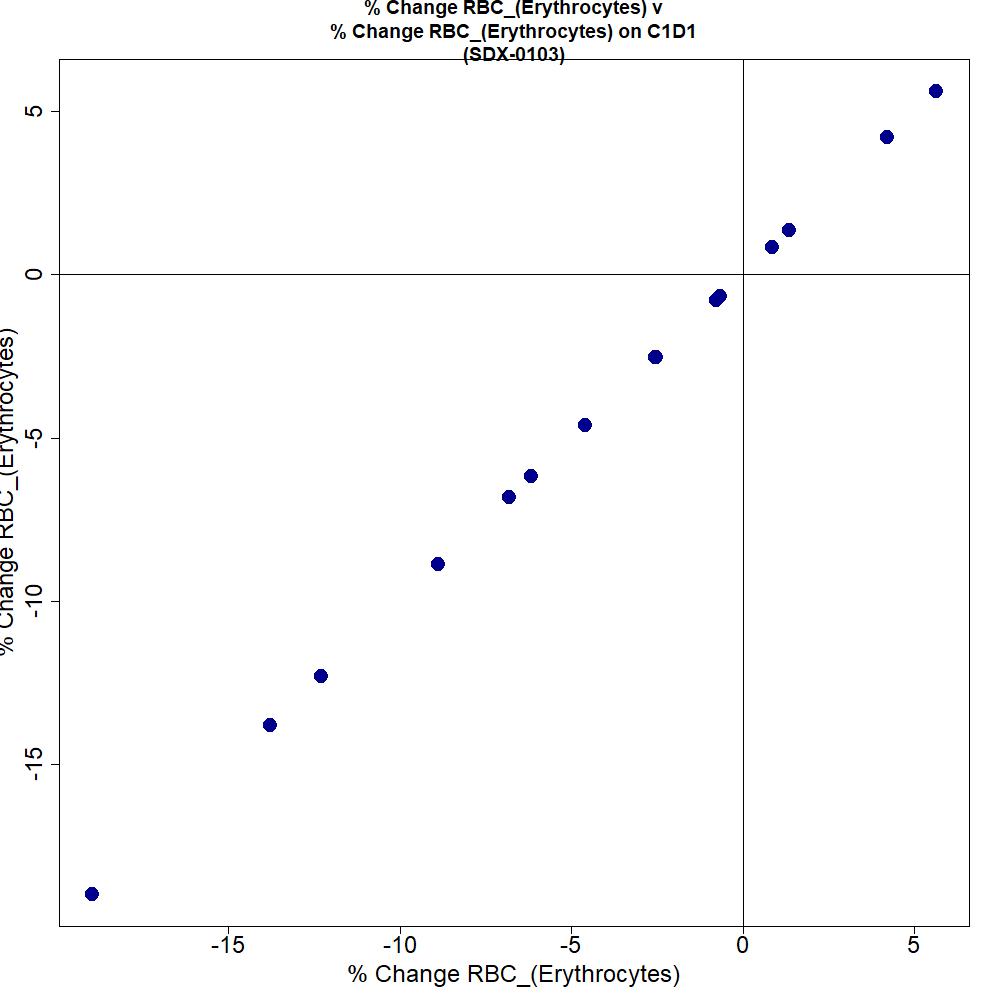 % Change RBC_(Erythrocytes) v
% Change RBC_(Erythrocytes) on C1D1
(SDX-0103)
% Change RBC_(Erythrocytes)
5
0
-5
-10
-15
-15
-10
-5
0
5
% Change RBC_(Erythrocytes)